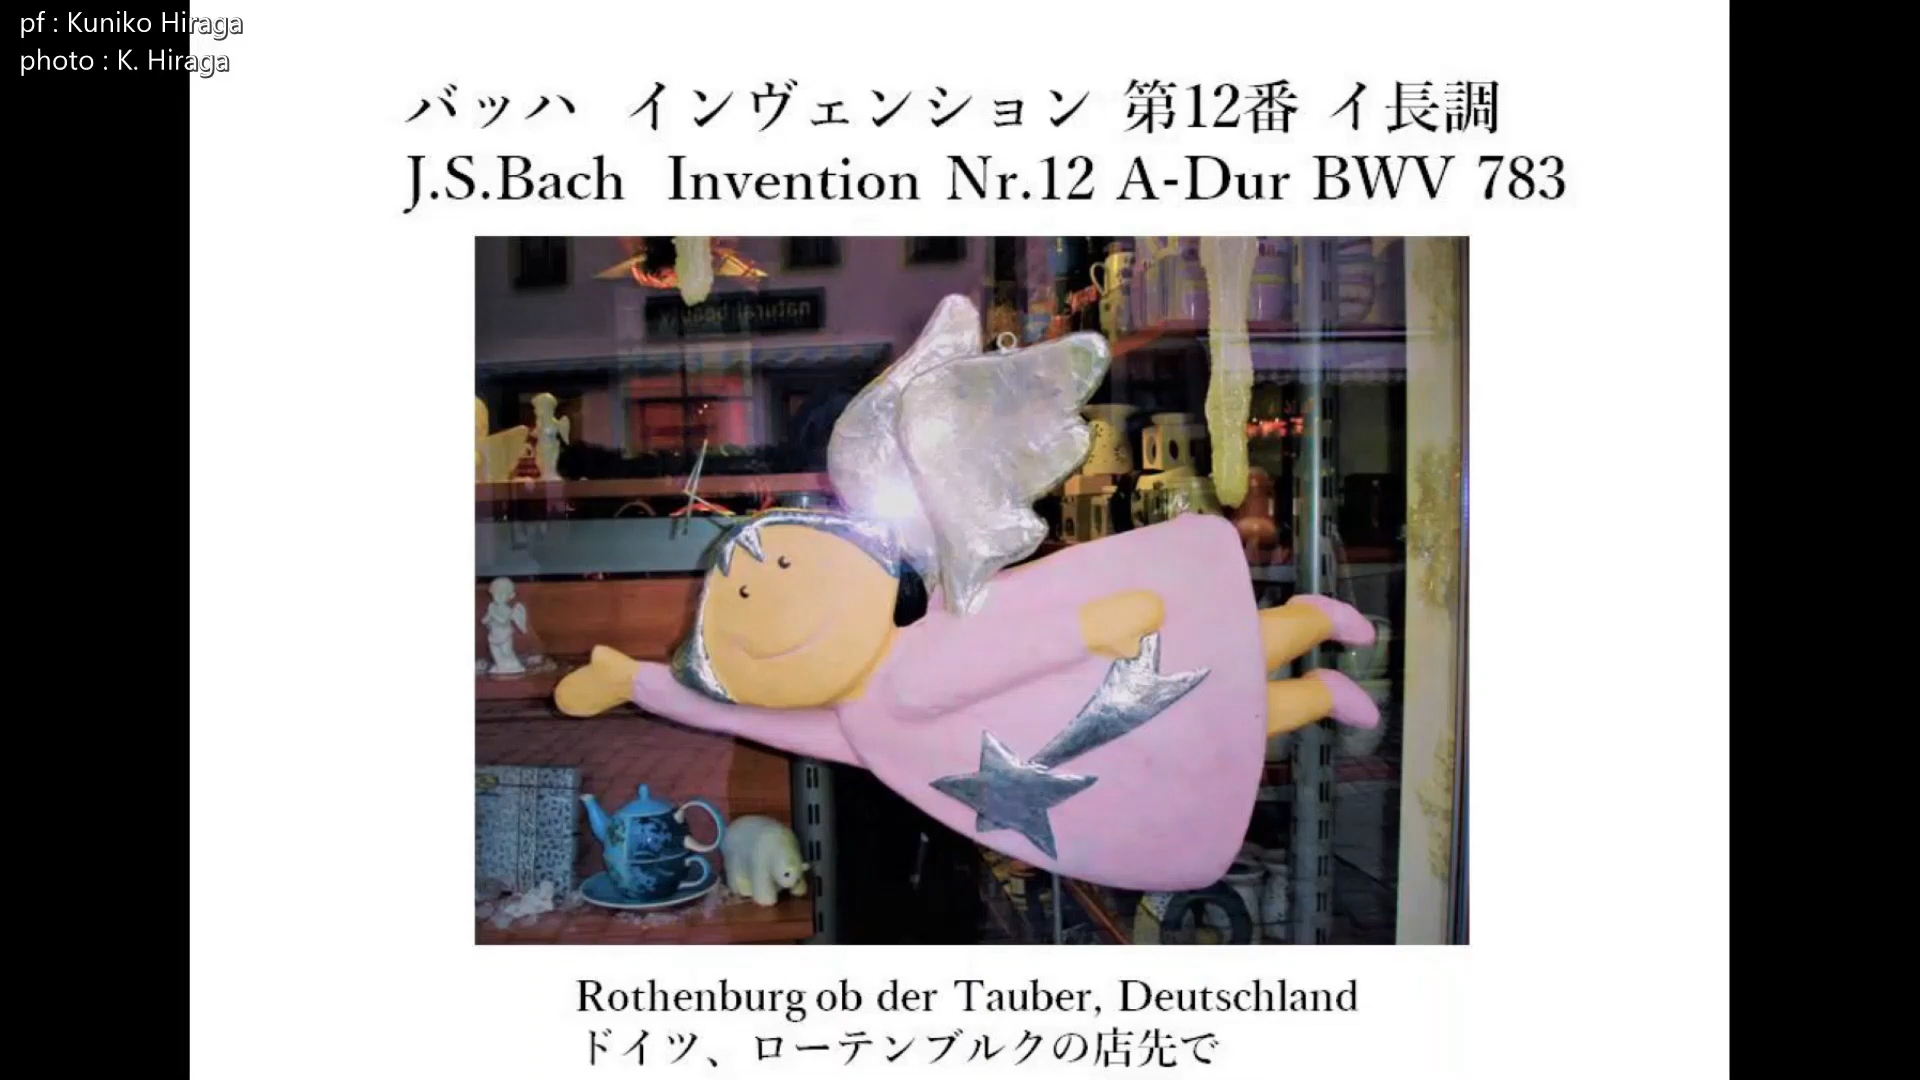 pf : Kuniko Hiraga
photo : K. Hiraga
バッハ インヴェンション 第12番 イ長調
J.S.Bach Invention Nr.12 A-Dur BWV 783
Rothenburg ob der Tauber, Deutschland
ドイツ、ローテンブルクの店先で